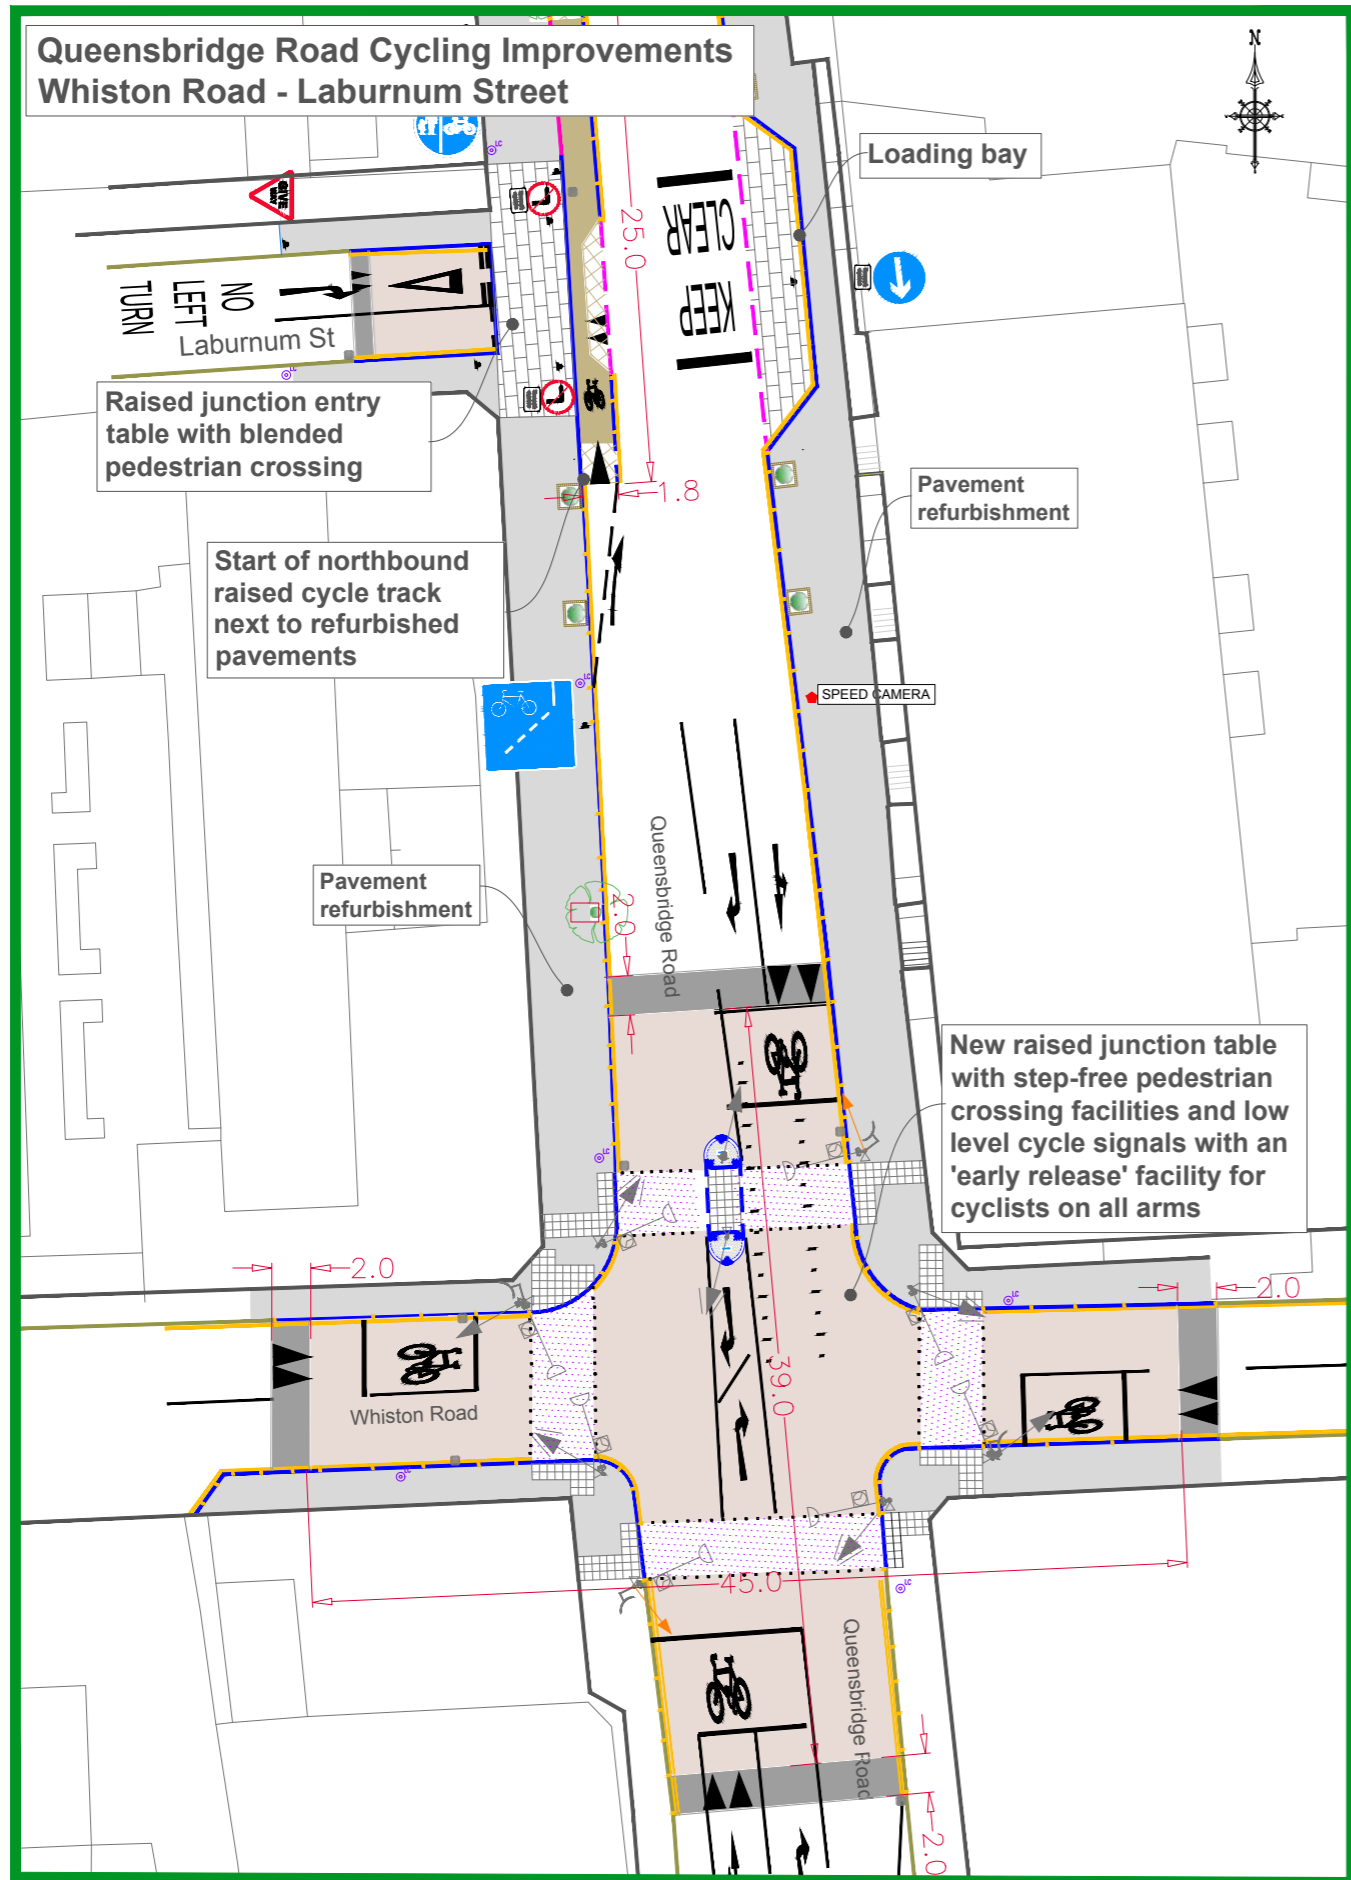 Queensbridge Road Cycling Improvements
Whiston Road - Laburnum Street
N
Loading bay
GIVE
WAY
25.0
KEEP
CLEAR
NO
LEFT
TURN
Laburnum St
Raised junction entry
table with blended
pedestrian crossing
1.8
Pavement
refurbishment
Start of northbound
raised cycle track
next to refurbished
pavements
SPEED CAMERA
Queensbridge Road
Pavement
refurbishment
2.0
New raised junction table
with step-free pedestrian
crossing facilities and low
level cycle signals with an
'early release' facility for
cyclists on all arms
2.0
2.0
39.0
Whiston Road
45.0
Queensbridge Road
2.0